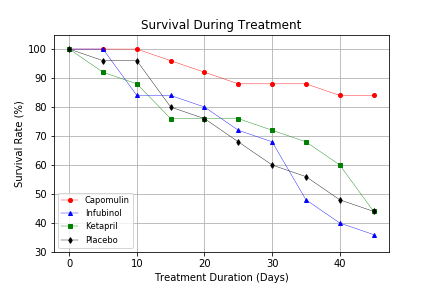 Survival During Treatment
Survival Rate (%)
100
90
80
70
60
50
40
30
Capomulin
Infubinol
Ketapril
Placebo
0
10
20
30
40
Treatment Duration (Days)